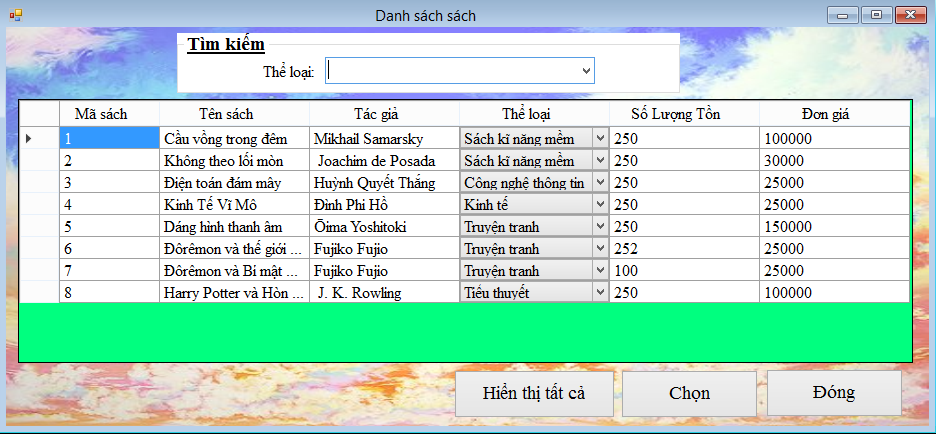 Danh sách sách
Tìm kiếm
Thể loại:
Mã sách Tên sách Tác giả Thể loại Số Lượng Tồn Đơn giá
1 Cầu vồng trong đêm Mikhail Samarsky Sách kĩ năng mềm 250 100000
2 Không theo lối mòn Joachim de Posada Sách kĩ năng mềm 250 30000
3 Điện toán đám mây Huỳnh Quyết Thắng Công nghệ thông tin 250 25000
4 Kinh Tế Vĩ Mô Đinh Phi Hồ Kinh tế 250 25000
5 Dáng hình thanh âm Ōima Yoshitoki Truyện tranh 250 150000
6 Đôrêmon và thế giới ... Fujiko Fujio Truyện tranh 252 25000
7 Đôrêmon và Bí mật ... Fujiko Fujio Truyện tranh 100 25000
8 Harry Potter và Hòn ... J. K. Rowling Tiểu thuyết 250 100000
Hiển thị tất cả Chọn Đóng